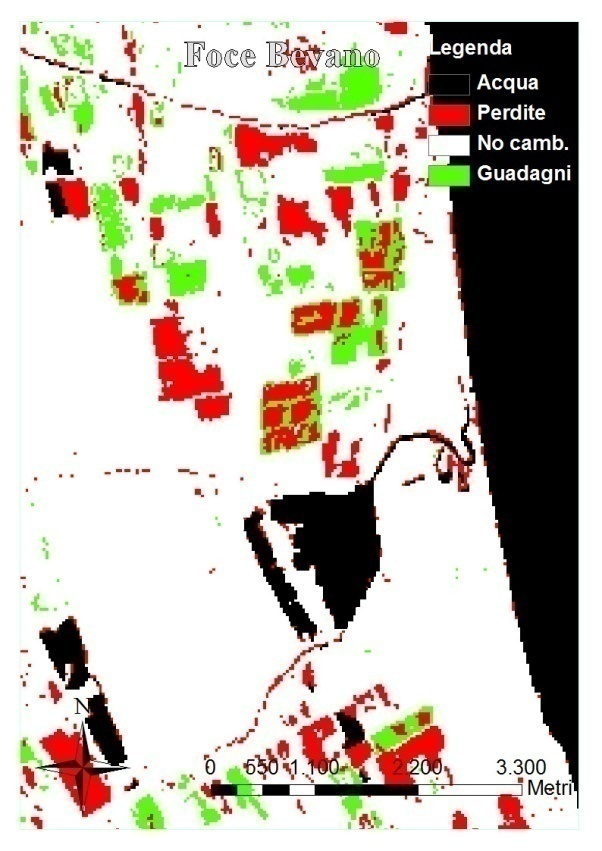 Foce Bevano
Legenda
Acqua
Perdite
No camb.
Guadagni
N
0 550 1.100 2.200 3.300
Metri